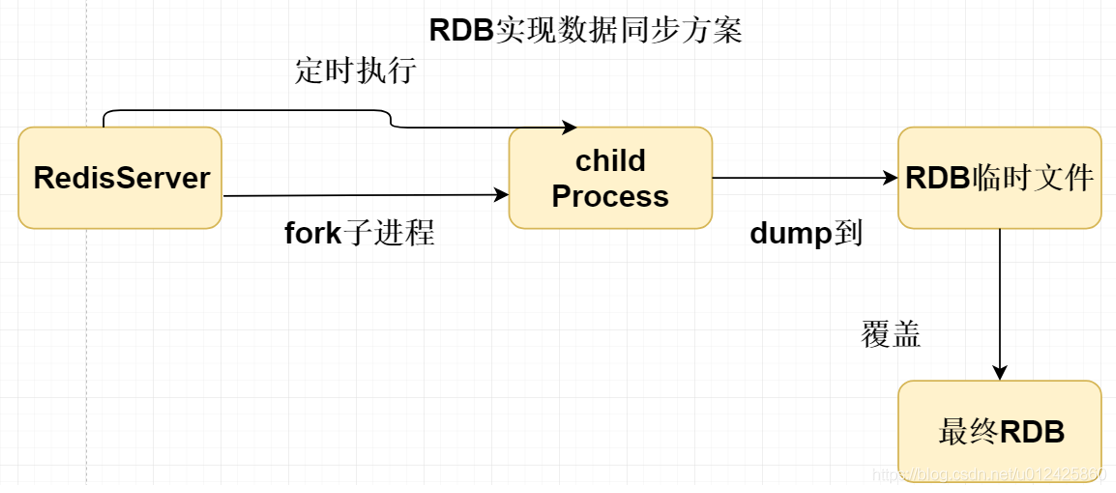 RDB实现数据同步方案
定时执行
RedisServer
child
Process
RDB临时文件
fork子进程
dump到
覆盖
最终RDB
https://blog.csdn.net/u012425860